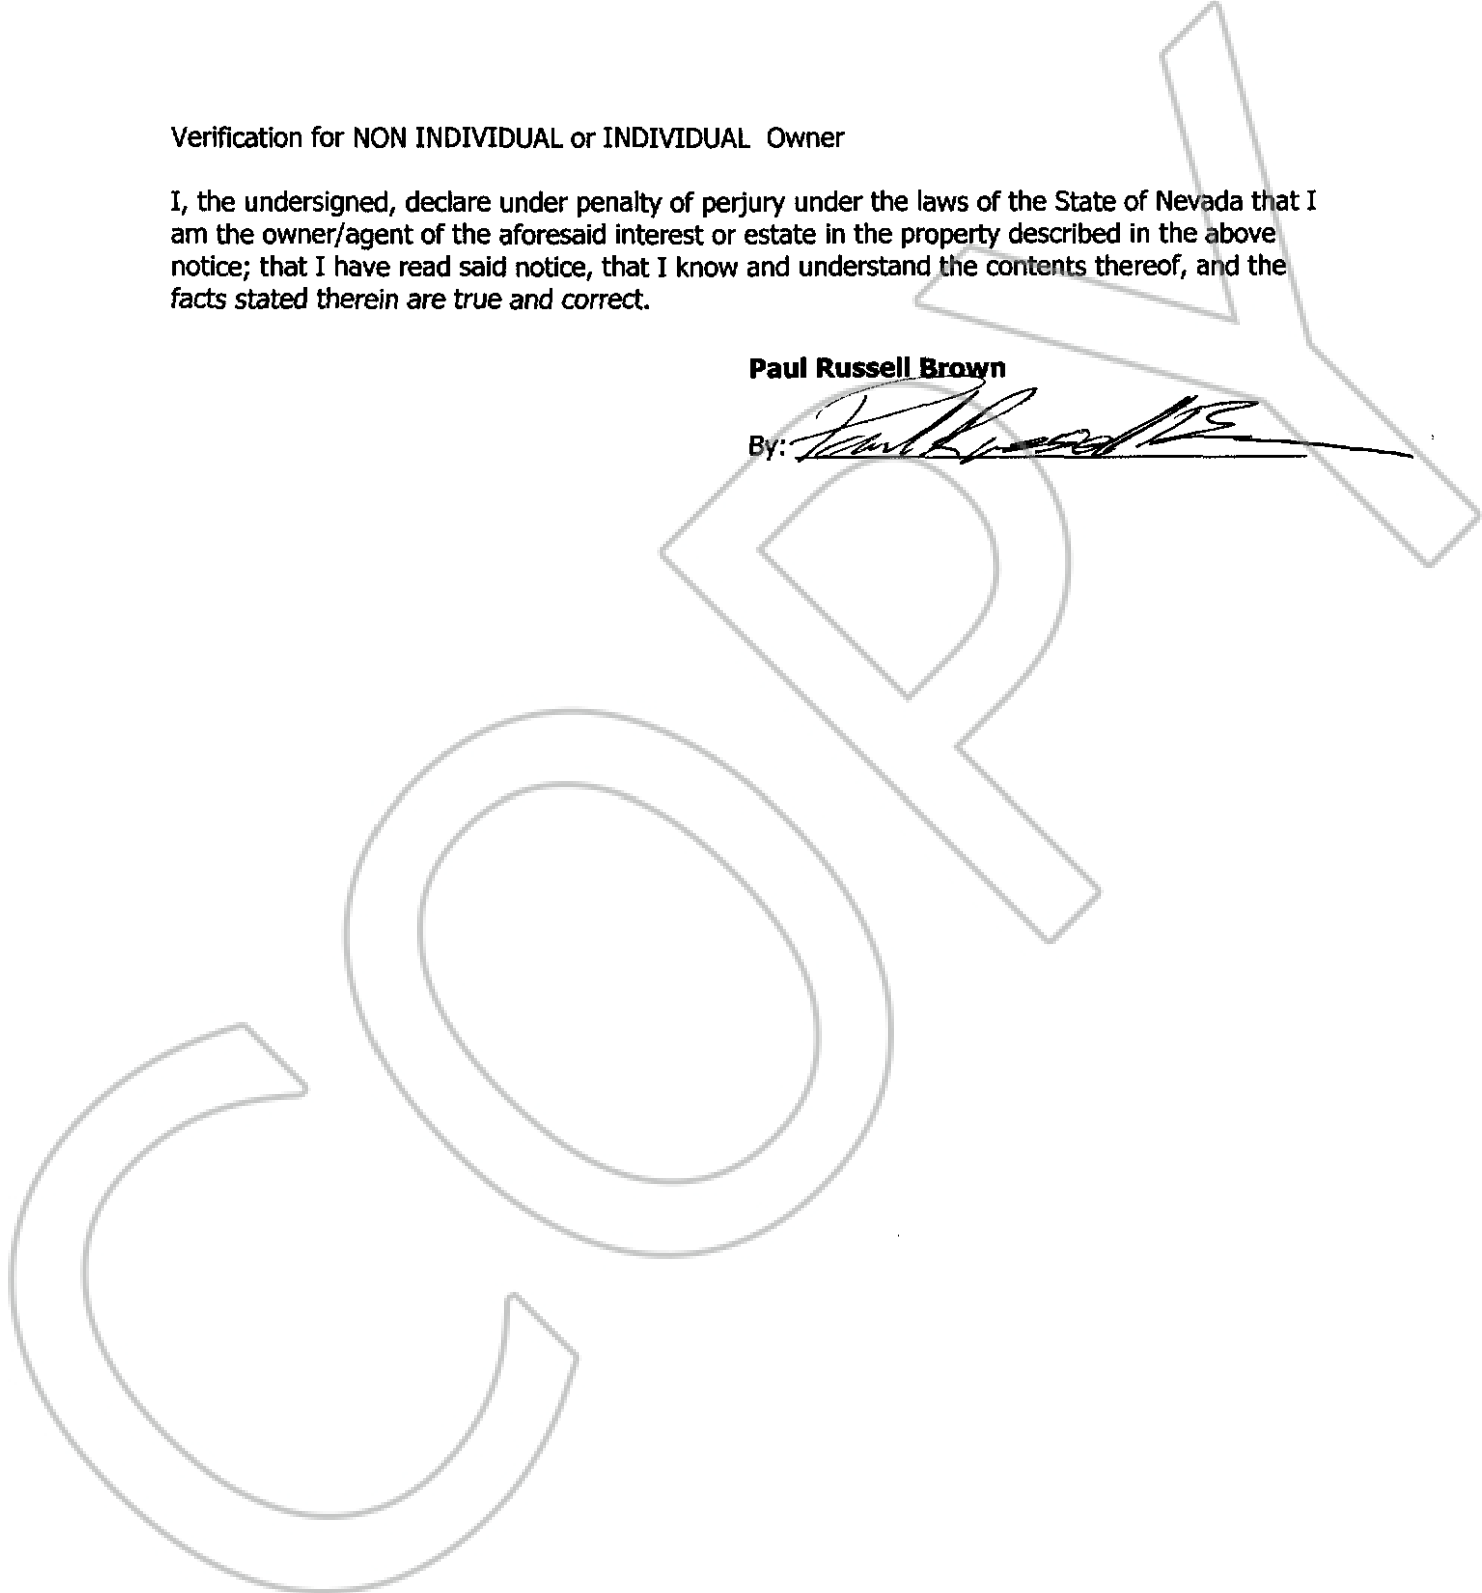 Verification for NON INDIVIDUAL or INDIVIDUAL Owner
I, the undersigned, declare under penalty of perjury under the laws of the State of Nevada that I
am the owner/agent of the aforesaid interest or estate in the property described in the above
notice; that I have read said notice, that I know and understand the contents thereof, and the
facts stated therein are true and correct.
Paul Russell Brown
By: Paul Russell B
COPY